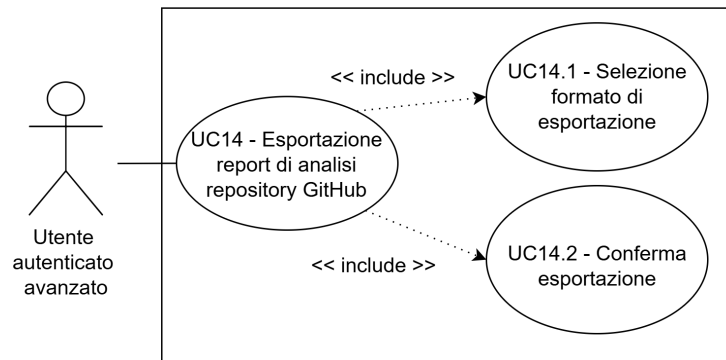 << include >>
UC14.1 - Selezione
formato di
esportazione
UC14 - Esportazione
report di analisi
repository GitHub
Utente
autenticato
avanzato
<< include >>
UC14.2 - Conferma
esportazione